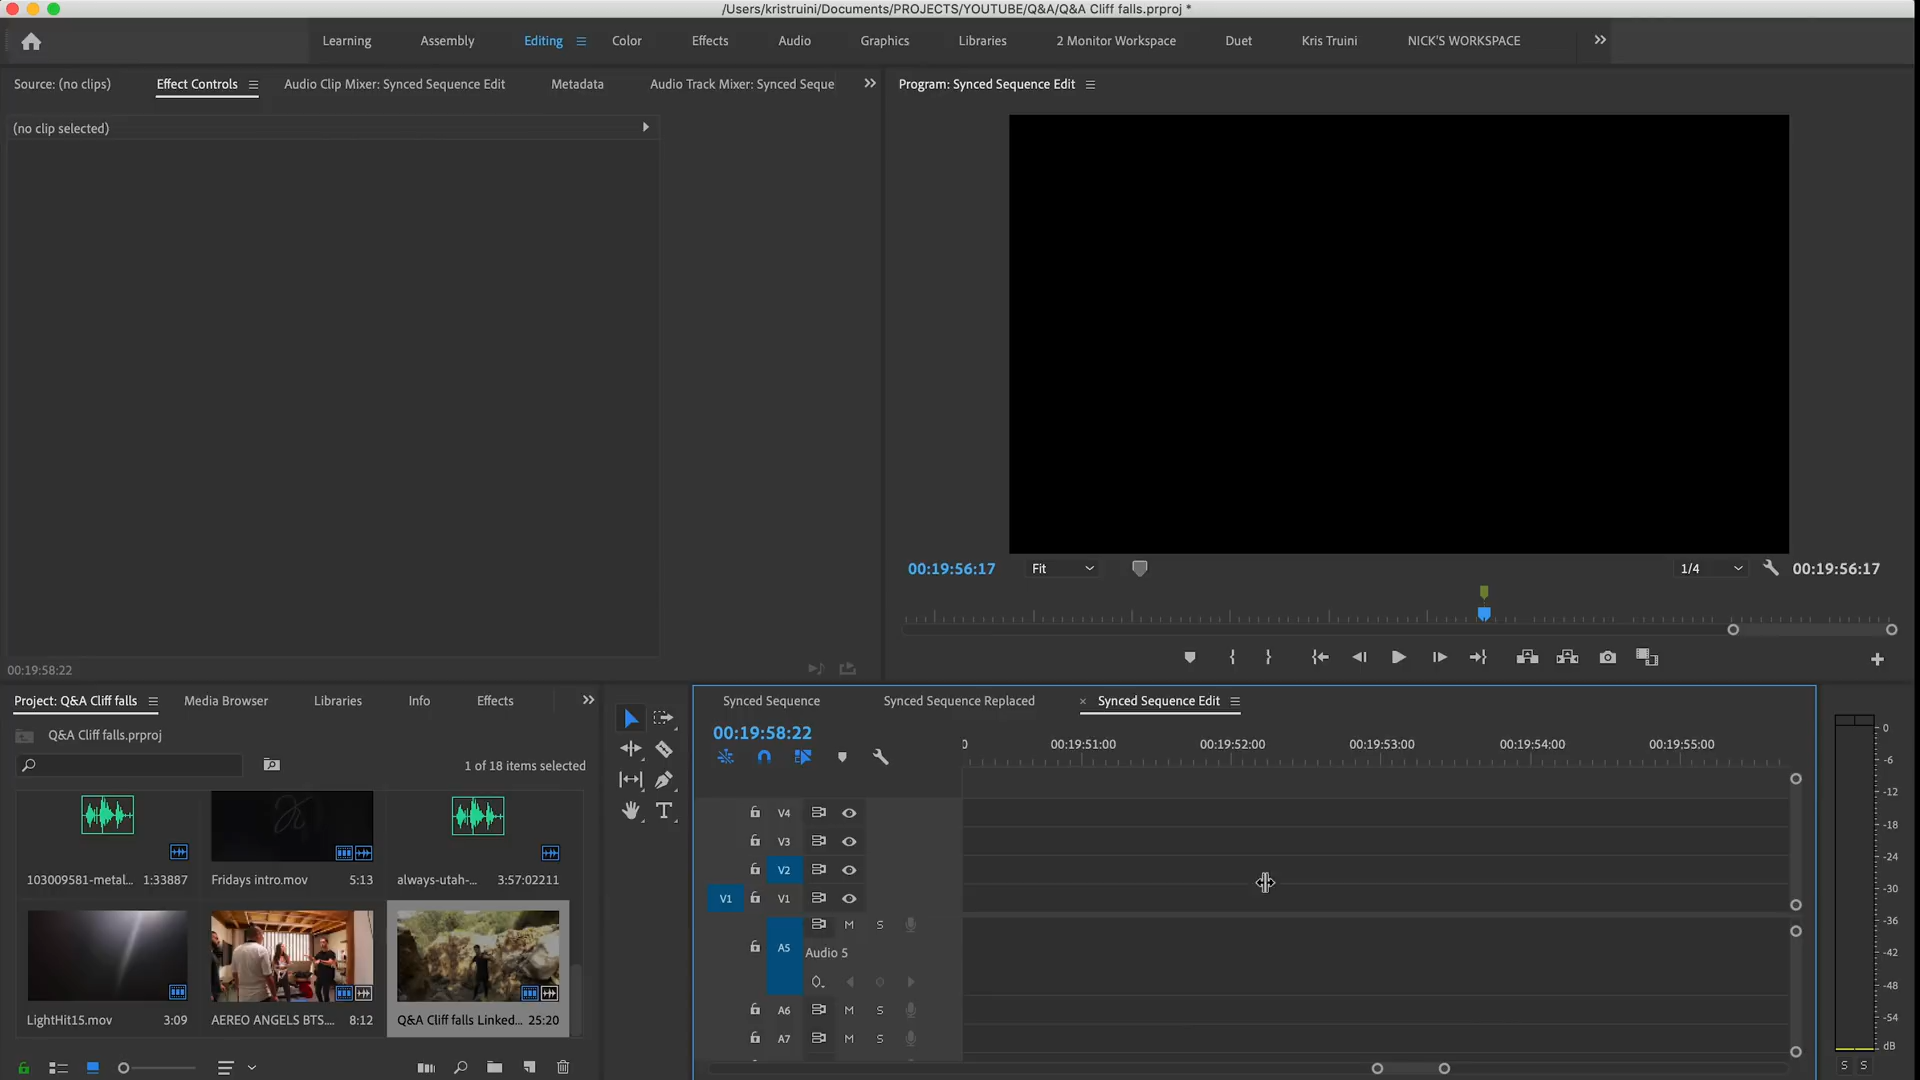 /Users/kristruini/Documents/PROJECTS/YOUTUBE/Q&A/Q&A Cliff falls.prproj *
Learning Assembly Editing Color Effects Audio Graphics Libraries 2 Monitor Workspace Duet Kris Truini NICK'S WORKSPACE
Source: (no clips) Effect Controls Audio Clip Mixer: Synced Sequence Edit Metadata Audio Track Mixer: Synced Seque
(no clip selected)
00:19:58:22
Program: Synced Sequence Edit
00:19:56:17 Fit 1/4 00:19:56:17
Project: Q&A Cliff falls Media Browser Libraries Info Effects
Q&A Cliff falls.prproj
1 of 18 items selected
103009581-metal... 1:33887 Fridays intro.mov 5:13 always-utah-... 3:57:02211
LightHit15.mov 3:09 AEREO ANGELS BTS.... 8:12 Q&A Cliff falls Linked... 25:20
Synced Sequence Synced Sequence Replaced × Synced Sequence Edit
00:19:58:22
0 00:19:51:00 00:19:52:00 00:19:53:00 00:19:54:00 00:19:55:00
V4
V3
V2
V1 V1
M S
A5
Audio 5
A6 M S
A7 M S
0
-6
-12
-18
-24
-30
-36
-42
-48
-54
dB
S S